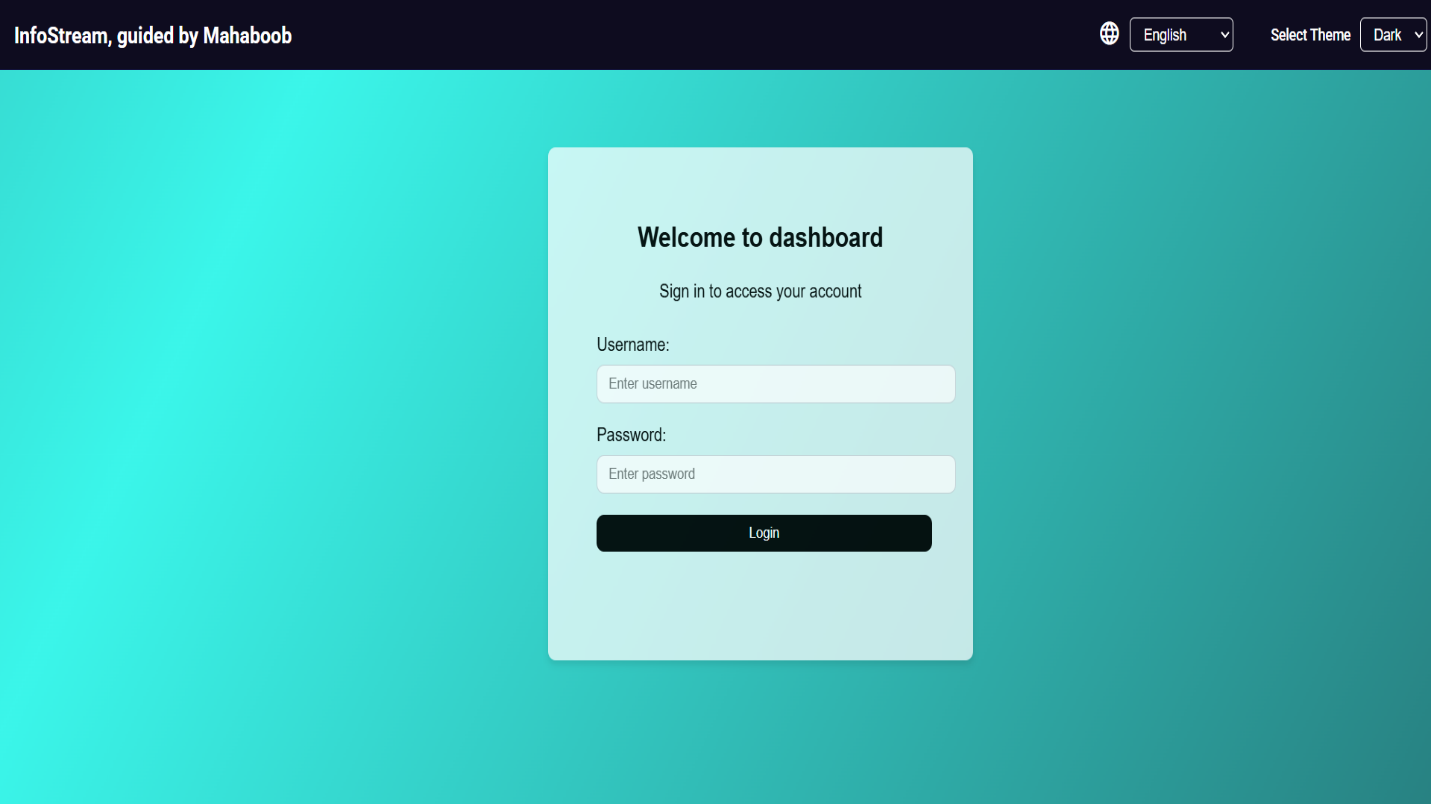 InfoStream, guided by Mahaboob
English
Select Theme
Dark
Welcome to dashboard
Sign in to access your account
Username:
Enter username
Password:
Enter password
Login